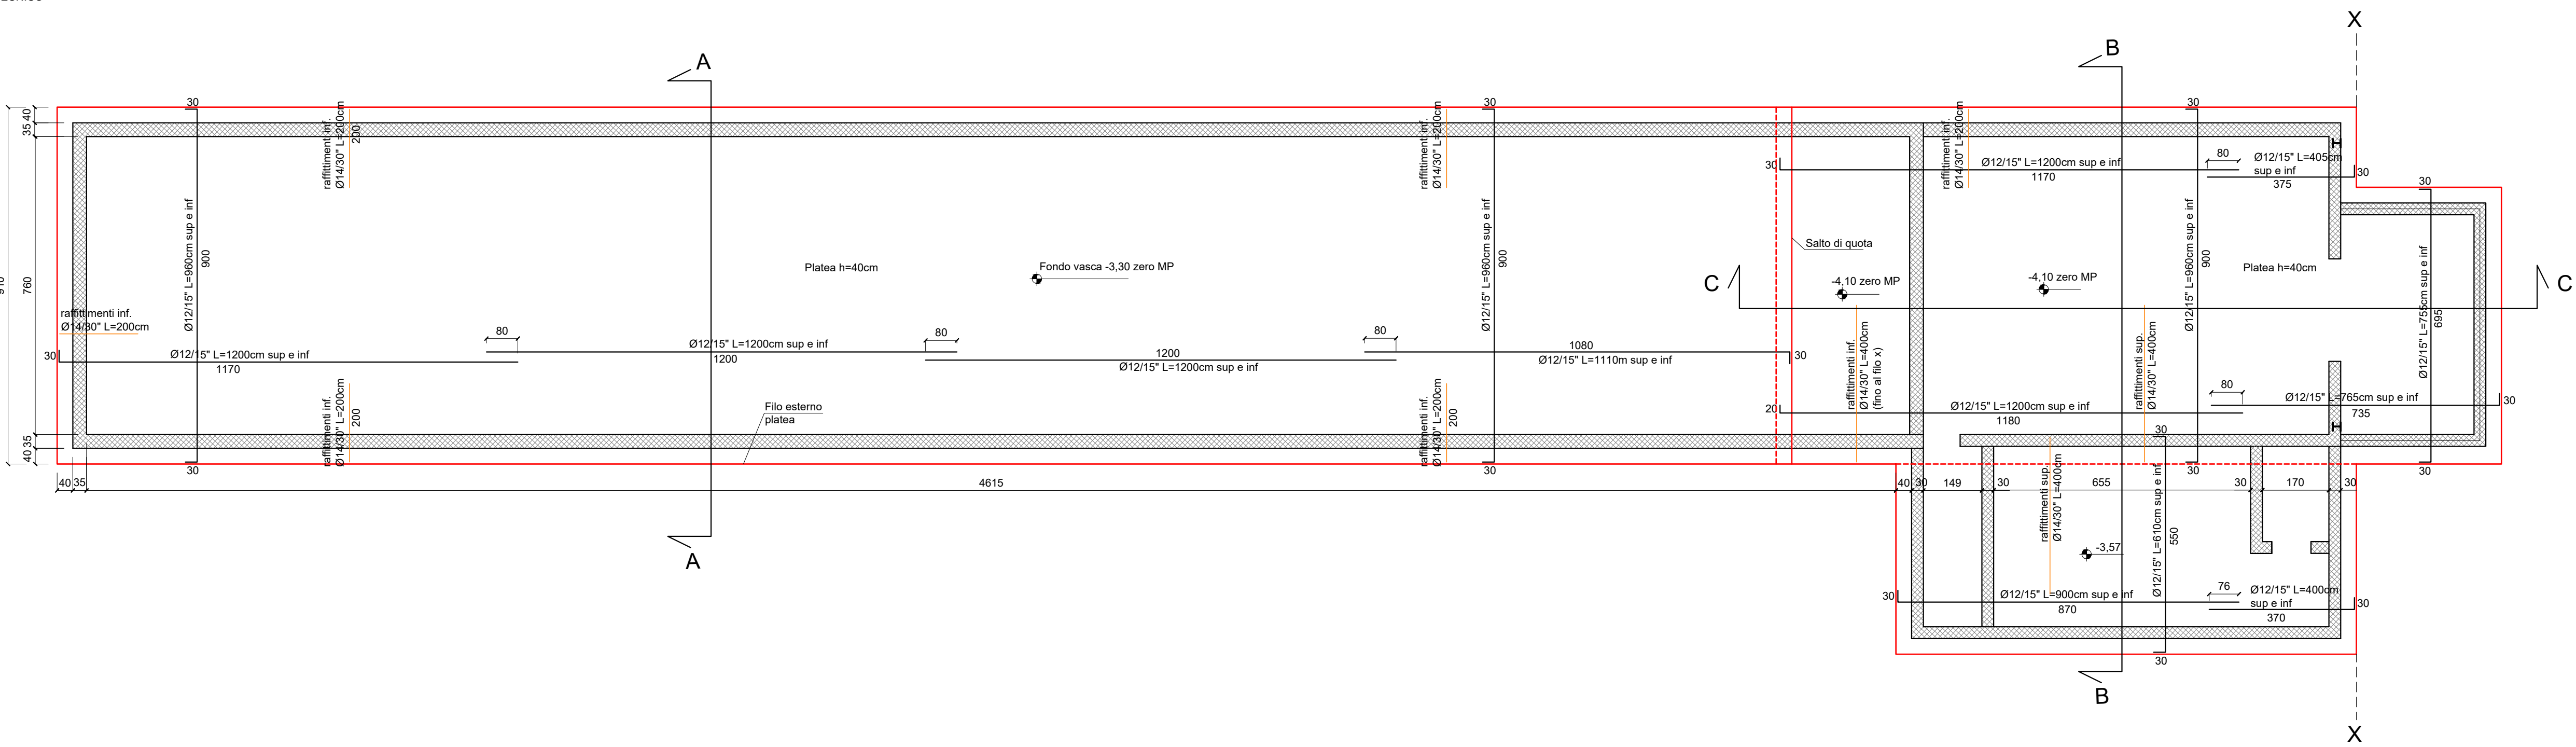 X
A
B
30
30
30
40
35
raffittimenti inf.
Ø14/30" L=200cm
200
raffittimenti inf.
Ø14/30" L=200cm
raffittimenti inf.
Ø14/30" L=200cm
30
Ø12/15" L=1200cm sup e inf
1170
80
Ø12/15" L=405cm
sup e inf
375
30
30
760
Ø12/15" L=960cm sup e inf
900
Platea h=40cm
Fondo vasca -3,30 zero MP
Ø12/15" L=960cm sup e inf
900
Salto di quota
C
-4,10 zero MP
-4,10 zero MP
Ø12/15" L=960cm sup e inf
900
Platea h=40cm
Ø12/15" L=755cm sup e inf
695
C
raffittimenti inf.
Ø14/30" L=200cm
30
Ø12/15" L=1200cm sup e inf
1170
80
Ø12/15" L=1200cm sup e inf
1200
80
1200
Ø12/15" L=1200cm sup e inf
80
1080
Ø12/15" L=1110m sup e inf
30
raffittimenti inf.
Ø14/30" L=400cm
(fino al filo x)
raffittimenti sup.
Ø14/30" L=400cm
20
Ø12/15" L=1200cm sup e inf
1180
80
Ø12/15" L=765cm sup e inf
735
30
raffittimenti inf.
Ø14/30" L=200cm
200
Filo esterno
platea
raffittimenti inf.
Ø14/30" L=200cm
200
35
40
30
30
30
30
30
40
35
4615
40
30
149
30
655
30
170
30
raffittimenti sup.
Ø14/30" L=400cm
Ø12/15" L=610cm sup e inf
550
-3,57
30
Ø12/15" L=900cm sup e inf
870
76
Ø12/15" L=400cm
sup e inf
370
30
30
A
B
X